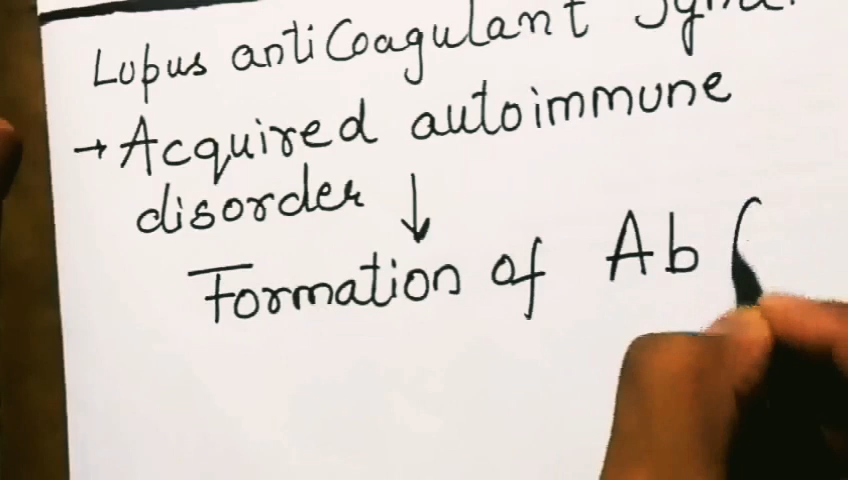 Lupus anticoagulant
→ Acquired autoimmune
disorder ↓
Formation of Ab (